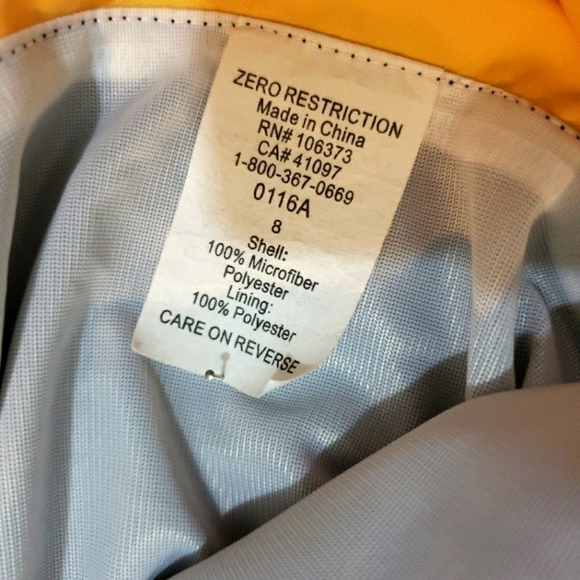 ZERO RESTRICTION
Made in China
RN# 106373
CA# 41097
1-800-367-0669
0116A
8
Shell:
100% Microfiber
Polyester
Lining:
100% Polyester
CARE ON REVERSE